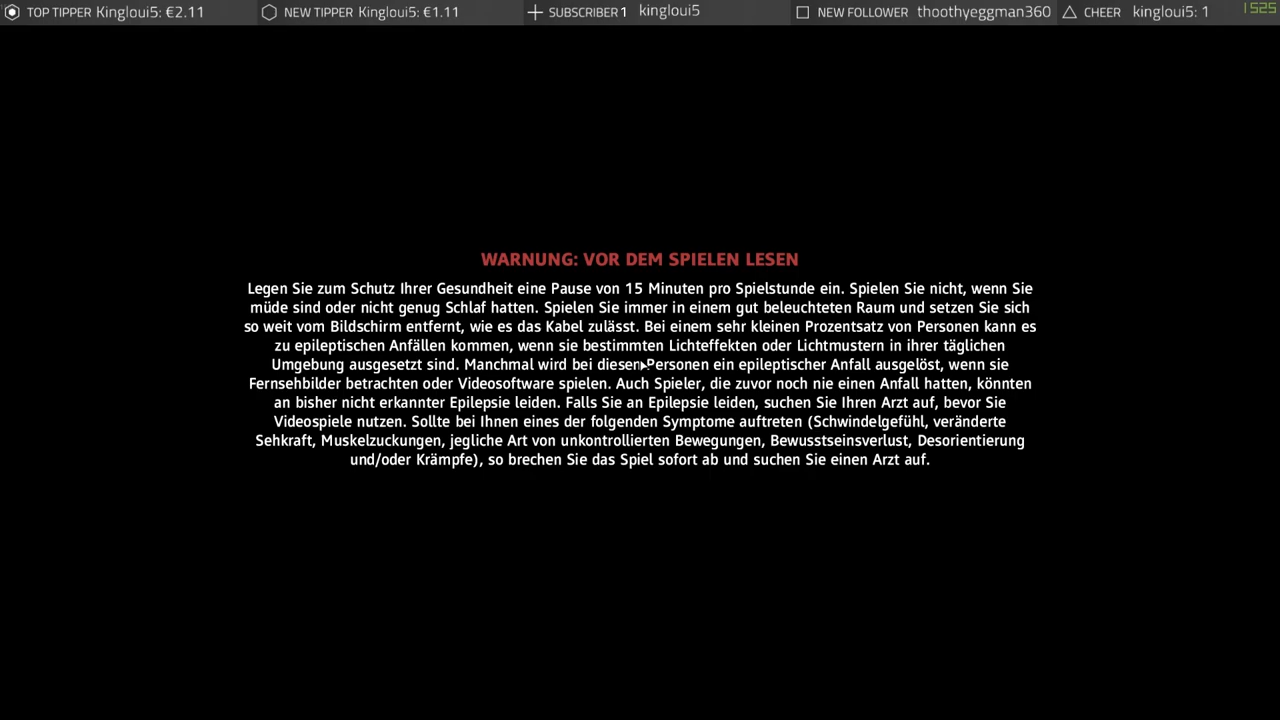 TOP TIPPER Kingloui5: €2.11 NEW TIPPER Kingloui5: €1.11 SUBSCRIBER 1 kingloui5 NEW FOLLOWER thoothyeggman360 CHEER kingloui5: 1 1525
WARNUNG: VOR DEM SPIELEN LESEN
Legen Sie zum Schutz Ihrer Gesundheit eine Pause von 15 Minuten pro Spielstunde ein. Spielen Sie nicht, wenn Sie
müde sind oder nicht genug Schlaf hatten. Spielen Sie immer in einem gut beleuchteten Raum und setzen Sie sich
so weit vom Bildschirm entfernt, wie es das Kabel zulässt. Bei einem sehr kleinen Prozentsatz von Personen kann es
zu epileptischen Anfällen kommen, wenn sie bestimmten Lichteffekten oder Lichtmustern in ihrer täglichen
Umgebung ausgesetzt sind. Manchmal wird bei diesen Personen ein epileptischer Anfall ausgelöst, wenn sie
Fernsehbilder betrachten oder Videosoftware spielen. Auch Spieler, die zuvor noch nie einen Anfall hatten, könnten
an bisher nicht erkannter Epilepsie leiden. Falls Sie an Epilepsie leiden, suchen Sie Ihren Arzt auf, bevor Sie
Videospiele nutzen. Sollte bei Ihnen eines der folgenden Symptome auftreten (Schwindelgefühl, veränderte
Sehkraft, Muskelzuckungen, jegliche Art von unkontrollierten Bewegungen, Bewusstseinsverlust, Desorientierung
und/oder Krämpfe), so brechen Sie das Spiel sofort ab und suchen Sie einen Arzt auf.